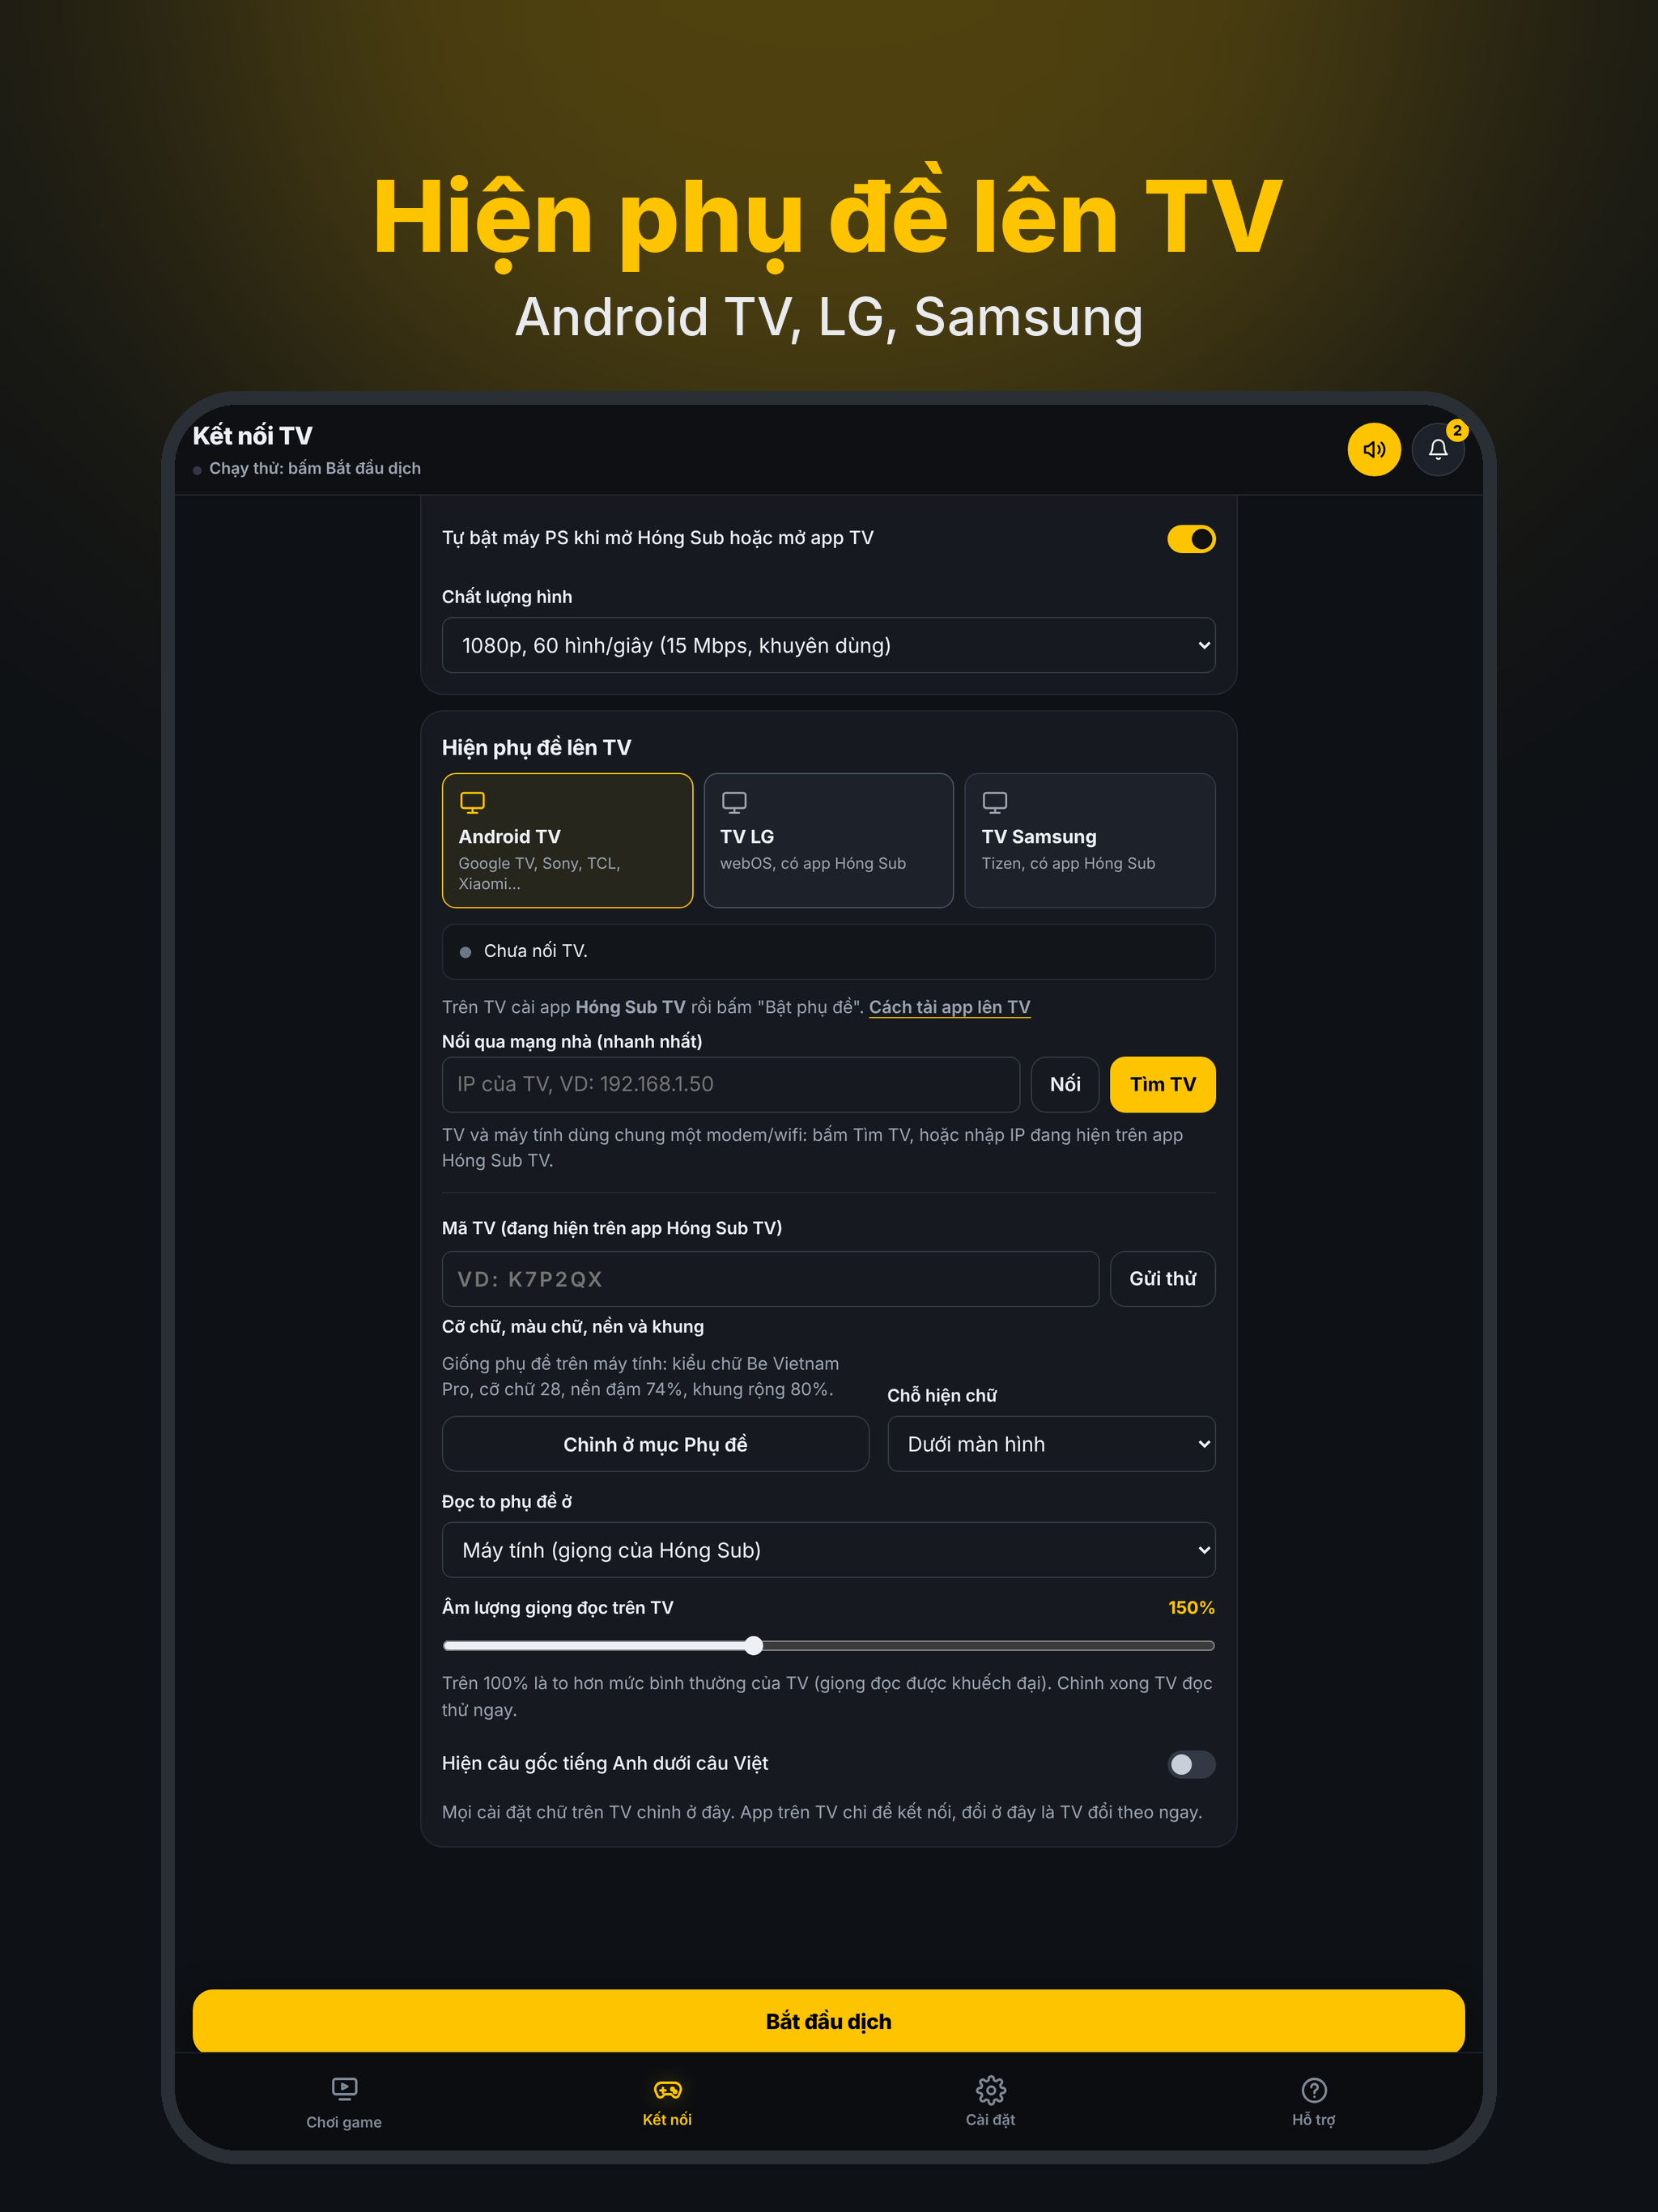 Hiện phụ đề lên TV
Android TV, LG, Samsung
Kết nối TV
Chạy thử: bấm Bắt đầu dịch
2
Tự bật máy PS khi mở Hóng Sub hoặc mở app TV
Chất lượng hình
1080p, 60 hình/giây (15 Mbps, khuyên dùng)
Hiện phụ đề lên TV
Android TV
Google TV, Sony, TCL,
Xiaomi...
TV LG
webOS, có app Hóng Sub
TV Samsung
Tizen, có app Hóng Sub
Chưa nối TV.
Trên TV cài app Hóng Sub TV rồi bấm "Bật phụ đề". Cách tải app lên TV
Nối qua mạng nhà (nhanh nhất)
IP của TV, VD: 192.168.1.50
Nối
Tìm TV
TV và máy tính dùng chung một modem/wifi: bấm Tìm TV, hoặc nhập IP đang hiện trên app
Hóng Sub TV.
Mã TV (đang hiện trên app Hóng Sub TV)
VD: K7P2QX
Gửi thử
Cỡ chữ, màu chữ, nền và khung
Giống phụ đề trên máy tính: kiểu chữ Be Vietnam
Pro, cỡ chữ 28, nền đậm 74%, khung rộng 80%.
Chỉnh ở mục Phụ đề
Chỗ hiện chữ
Dưới màn hình
Đọc to phụ đề ở
Máy tính (giọng của Hóng Sub)
Âm lượng giọng đọc trên TV
150%
Trên 100% là to hơn mức bình thường của TV (giọng đọc được khuếch đại). Chỉnh xong TV đọc
thử ngay.
Hiện câu gốc tiếng Anh dưới câu Việt
Mọi cài đặt chữ trên TV chỉnh ở đây. App trên TV chỉ để kết nối, đổi ở đây là TV đổi theo ngay.
Bắt đầu dịch
Chơi game
Kết nối
Cài đặt
Hỗ trợ